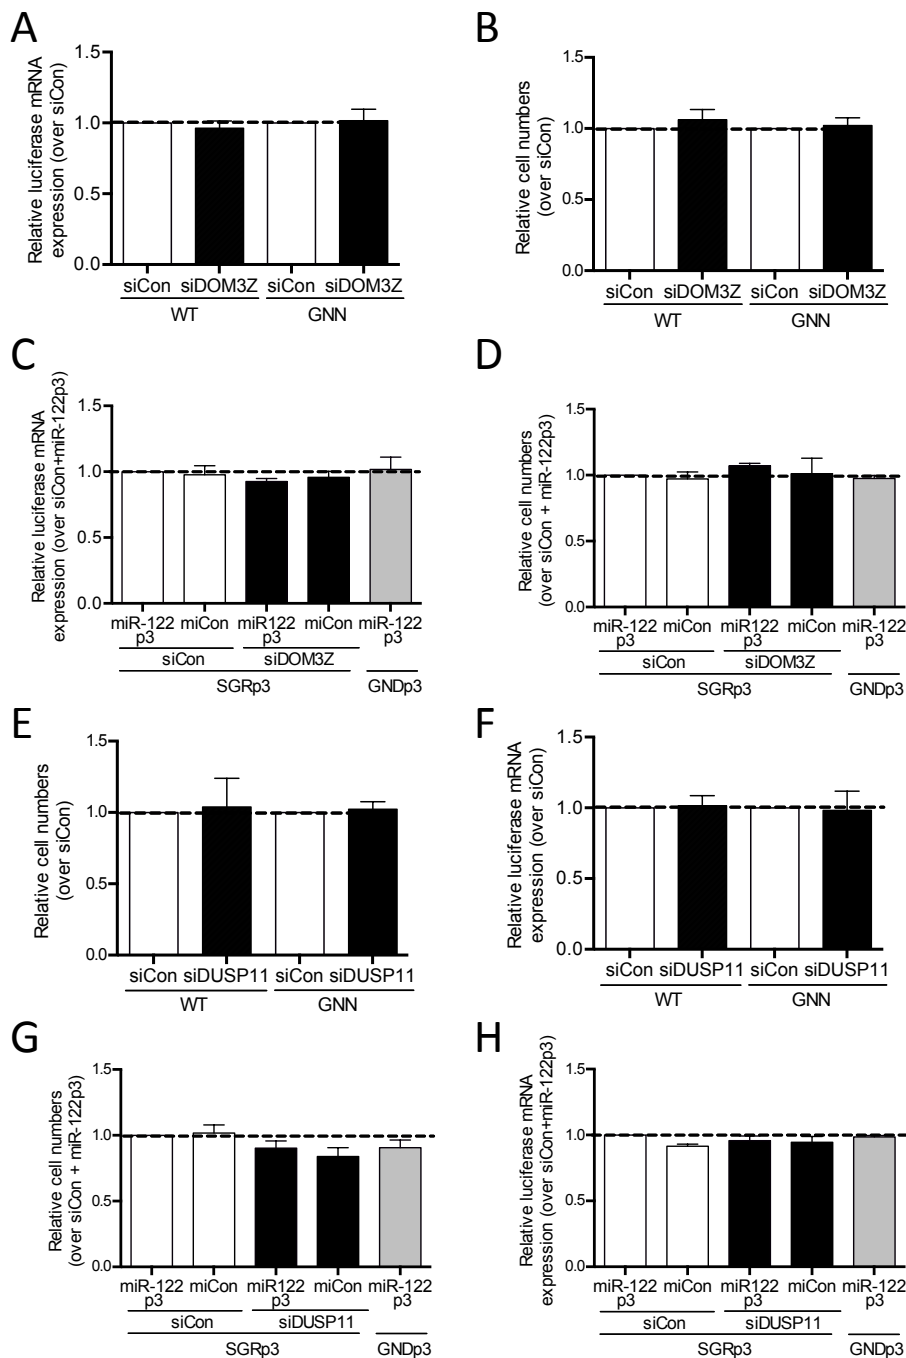 A
Relative luciferase mRNA
expression (over siCon)
1.5
1.0
0.5
0.0
siCon siDOM3Z siCon siDOM3Z
WT GNN
B
Relative cell numbers
(over siCon)
1.5
1.0
0.5
0.0
siCon siDOM3Z siCon siDOM3Z
WT GNN
C
Relative luciferase mRNA
expression (over siCon+miR-122p3)
1.5
1.0
0.5
0.0
miR-122 miCon miR122 miCon miR-122
p3 p3 p3
siCon siDOM3Z
SGRp3 GNDp3
D
Relative cell numbers
(over siCon + miR-122p3)
1.5
1.0
0.5
0.0
miR-122 miCon miR122 miCon miR-122
p3 p3 p3
siCon siDOM3Z
SGRp3 GNDp3
E
Relative cell numbers
(over siCon)
1.5
1.0
0.5
0.0
siCon siDUSP11 siCon siDUSP11
WT GNN
F
Relative luciferase mRNA
expression (over siCon)
1.5
1.0
0.5
0.0
siCon siDUSP11 siCon siDUSP11
WT GNN
G
Relative cell numbers
(over siCon + miR-122p3)
1.5
1.0
0.5
0.0
miR-122 miCon miR122 miCon miR-122
p3 p3 p3
siCon siDUSP11
SGRp3 GNDp3
H
Relative luciferase mRNA
expression (over siCon+miR-122p3)
1.5
1.0
0.5
0.0
miR-122 miCon miR122 miCon miR-122
p3 p3 p3
siCon siDUSP11
SGRp3 GNDp3